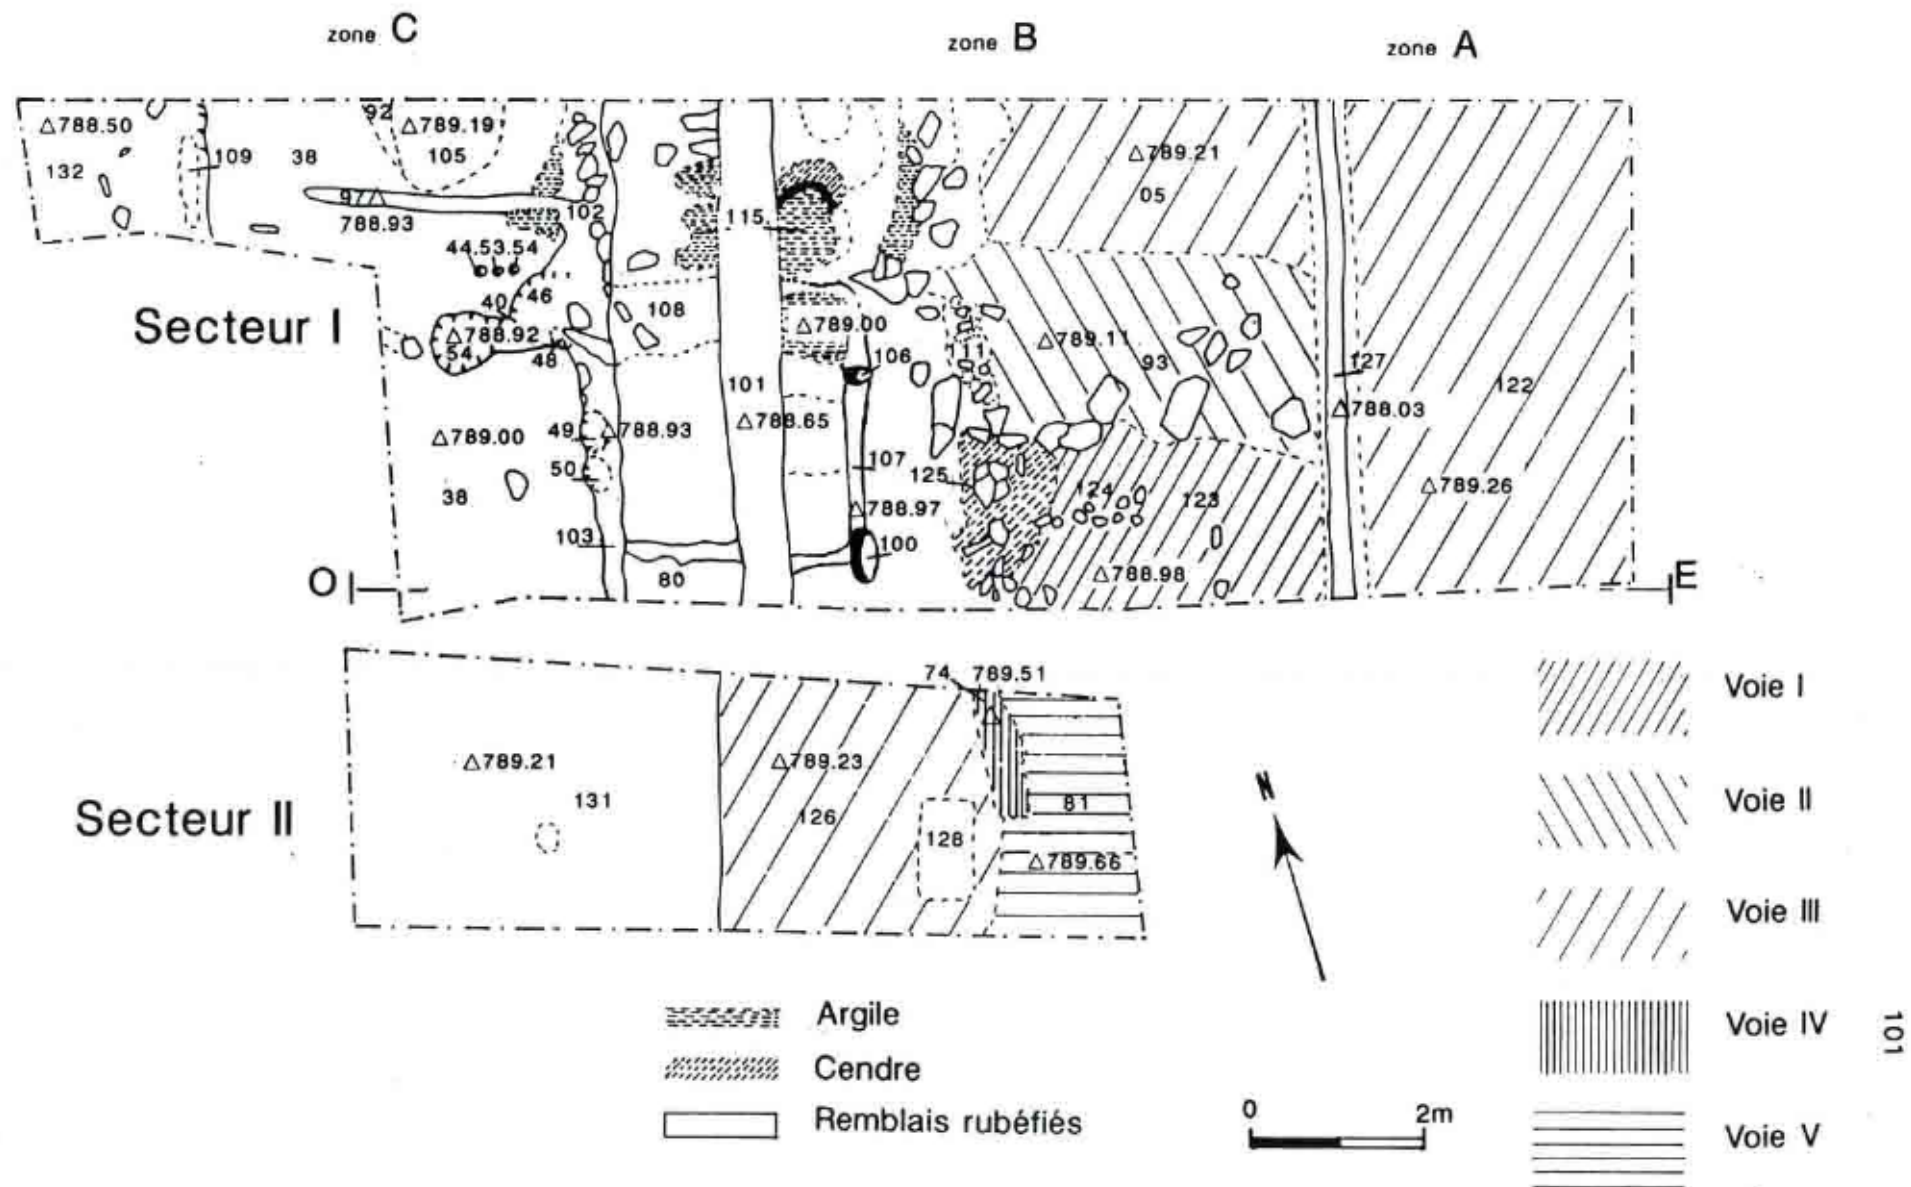 zone C zone B zone A
92
△788.50 △789.19 △789.21
132 109 38 105 05
97△
788.93 102 115
44.53.54
40 46 108
Secteur I △788.92 △789.00 △789.11
54 48 106 111 93 127
101 122
△789.00 49 △788.93 △788.65 △788.03
50 107 125
38 △788.97 124 123 △789.26
103 100
80 △788.98
O E
74 789.51
Voie I
△789.21 △789.23
131 126 81
Secteur II 128 Voie II
△789.66
N
Voie III
Argile
Voie IV
101
Cendre
Remblais rubéfiés
0 2m
Voie V